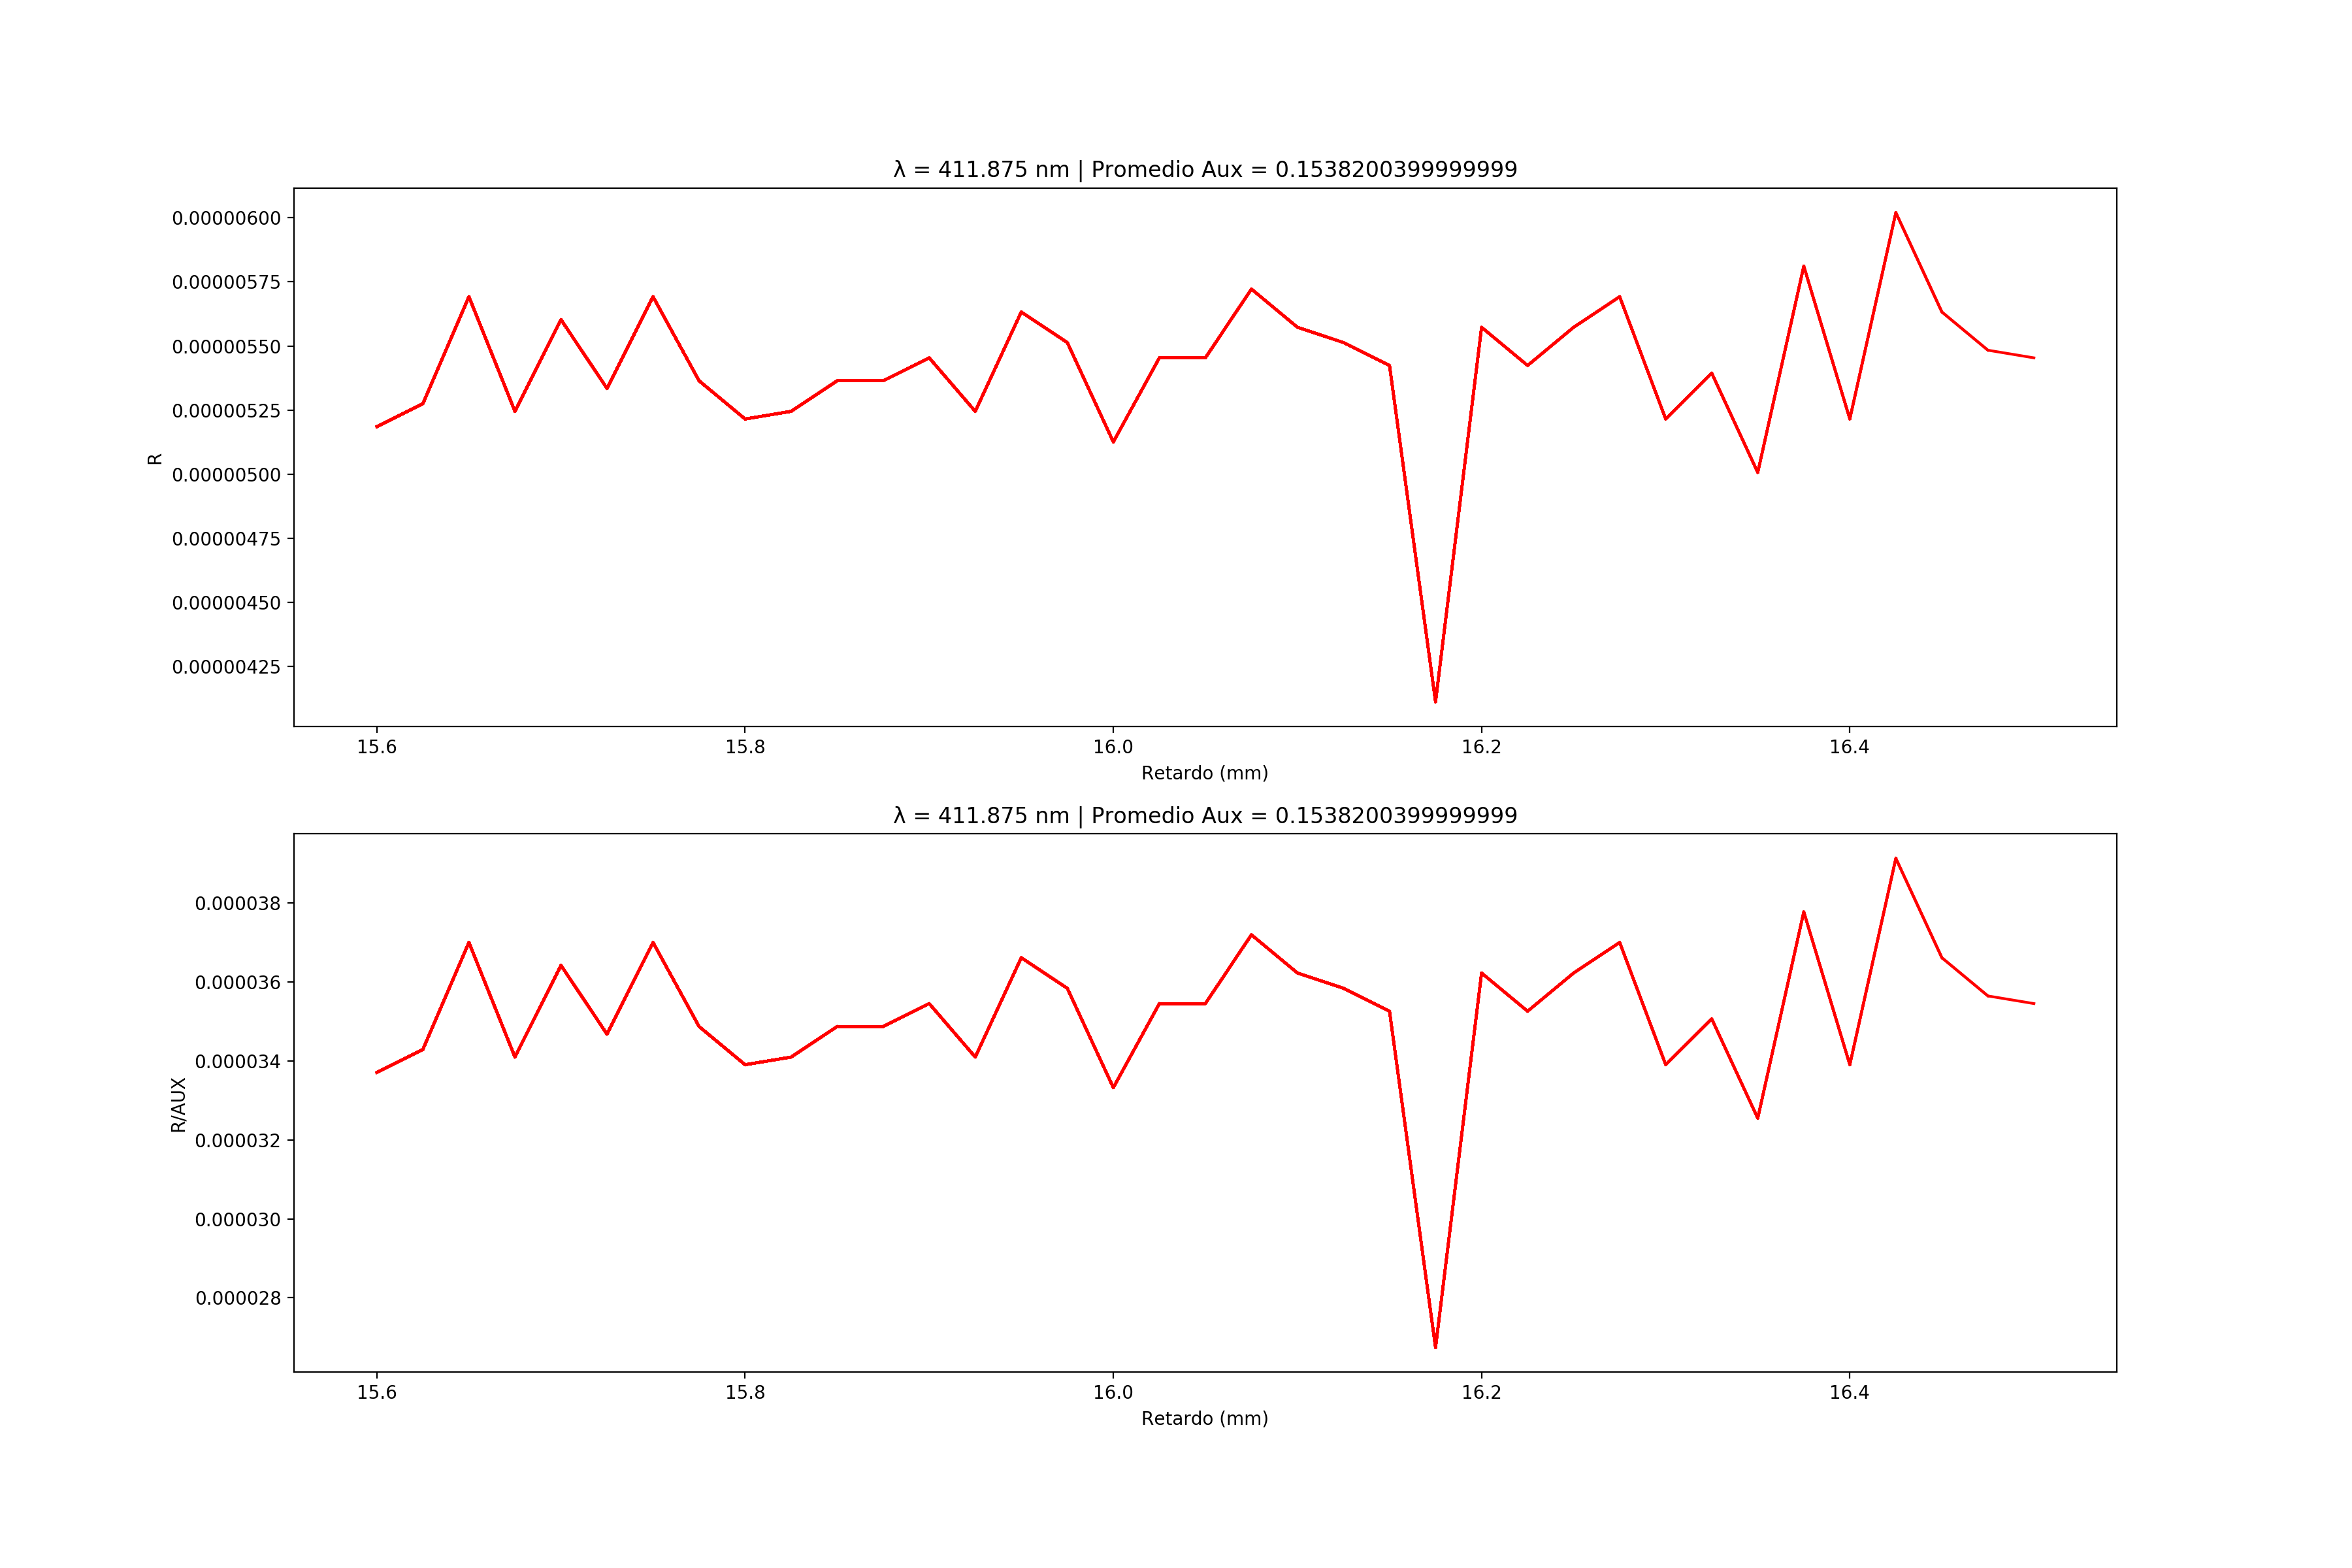 λ = 411.875 nm | Promedio Aux = 0.1538200399999999
0.00000600
0.00000575
0.00000550
0.00000525
0.00000500
0.00000475
0.00000450
0.00000425
R
15.6 15.8 16.0 16.2 16.4
Retardo (mm)
λ = 411.875 nm | Promedio Aux = 0.1538200399999999
0.000038
0.000036
0.000034
0.000032
0.000030
0.000028
R/AUX
15.6 15.8 16.0 16.2 16.4
Retardo (mm)